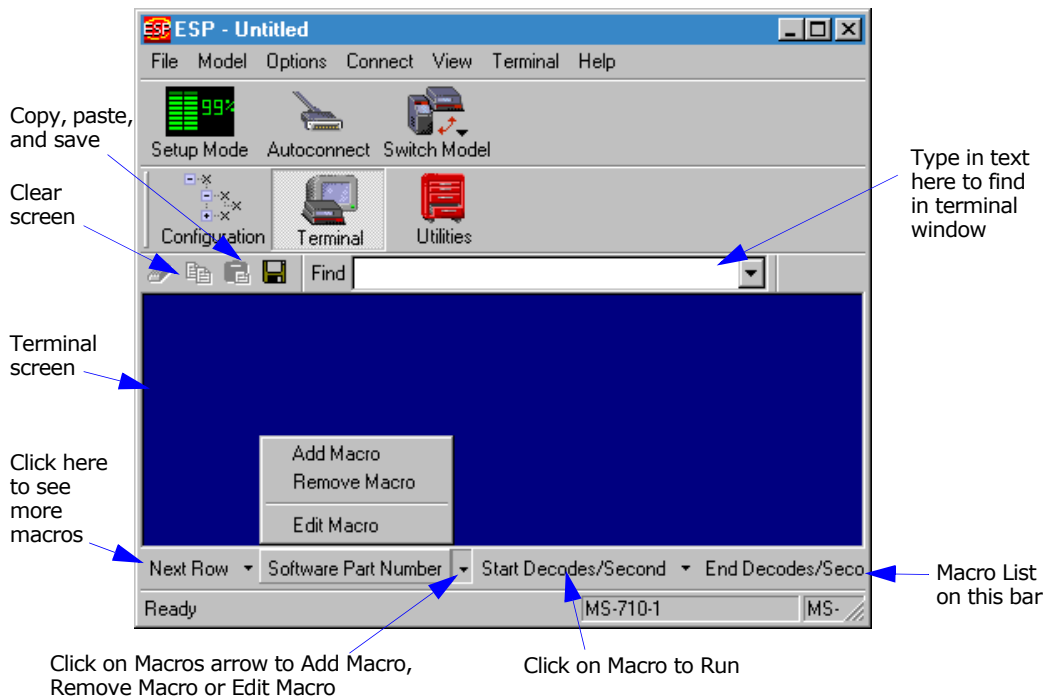 ESP ESP - Untitled
File Model Options Connect View Terminal Help
99%
Setup Mode Autoconnect Switch Model
Copy, paste,
and save
Clear
screen
Configuration Terminal Utilities
Type in text
here to find
in terminal
window
Find
Terminal
screen
Add Macro
Remove Macro
Edit Macro
Click here
to see
more
macros
Next Row Software Part Number Start Decodes/Second End Decodes/Seco
Macro List
on this bar
Ready MS-710-1 MS-
Click on Macros arrow to Add Macro,
Remove Macro or Edit Macro
Click on Macro to Run